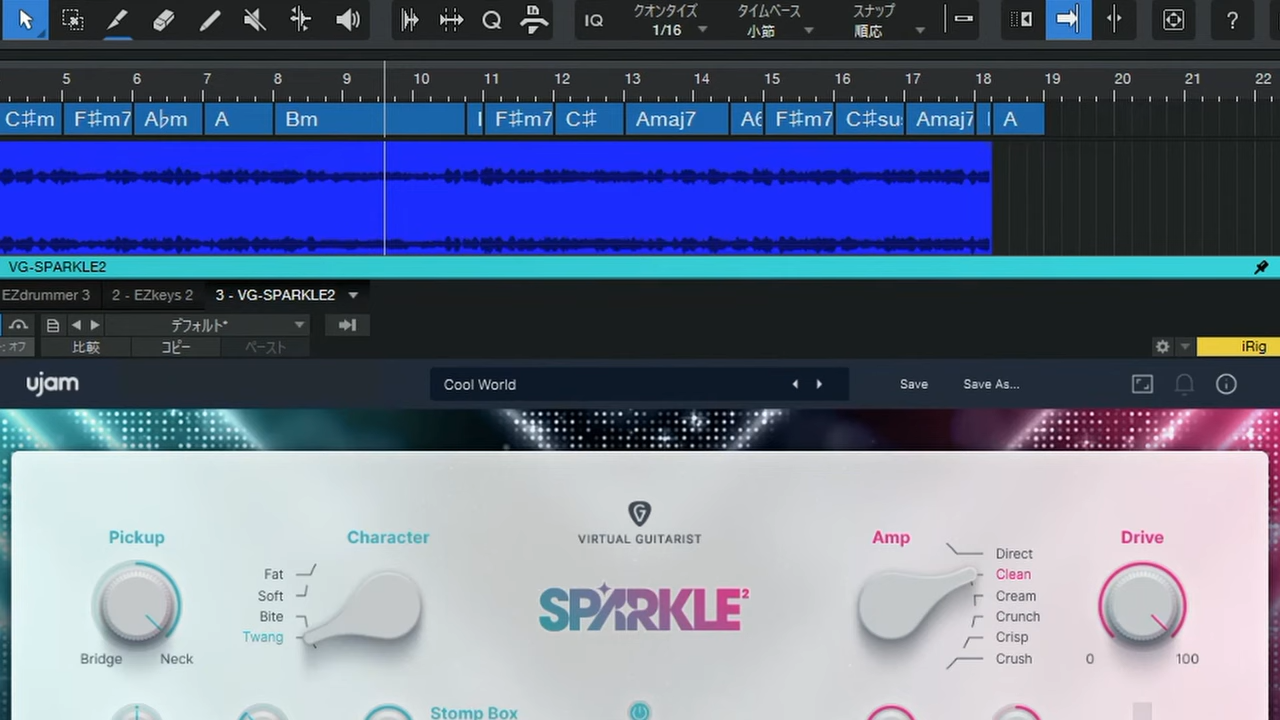 クオンタイズ タイムベース スナップ
IQ 1/16 小節 順応 ?
5 6 7 8 9 10 11 12 13 14 15 16 17 18 19 20 21 22
C#m F#m7 A♭m A Bm F#m7 C# Amaj7 F#m7 C#sus Amaj7 A
VG-SPARKLE2
EZdrummer 3 2 - EZkeys 2 3 - VG-SPARKLE2
デフォルト*
オフ 比較 コピー ペースト iRig
ujam Cool World Save Save As...
VIRTUAL GUITARIST
SPARKLE2
Pickup
Bridge Neck
Character
Fat
Soft
Bite
Twang
Amp
Direct
Clean
Cream
Crunch
Crisp
Crush
Drive
0 100
Stomp Box